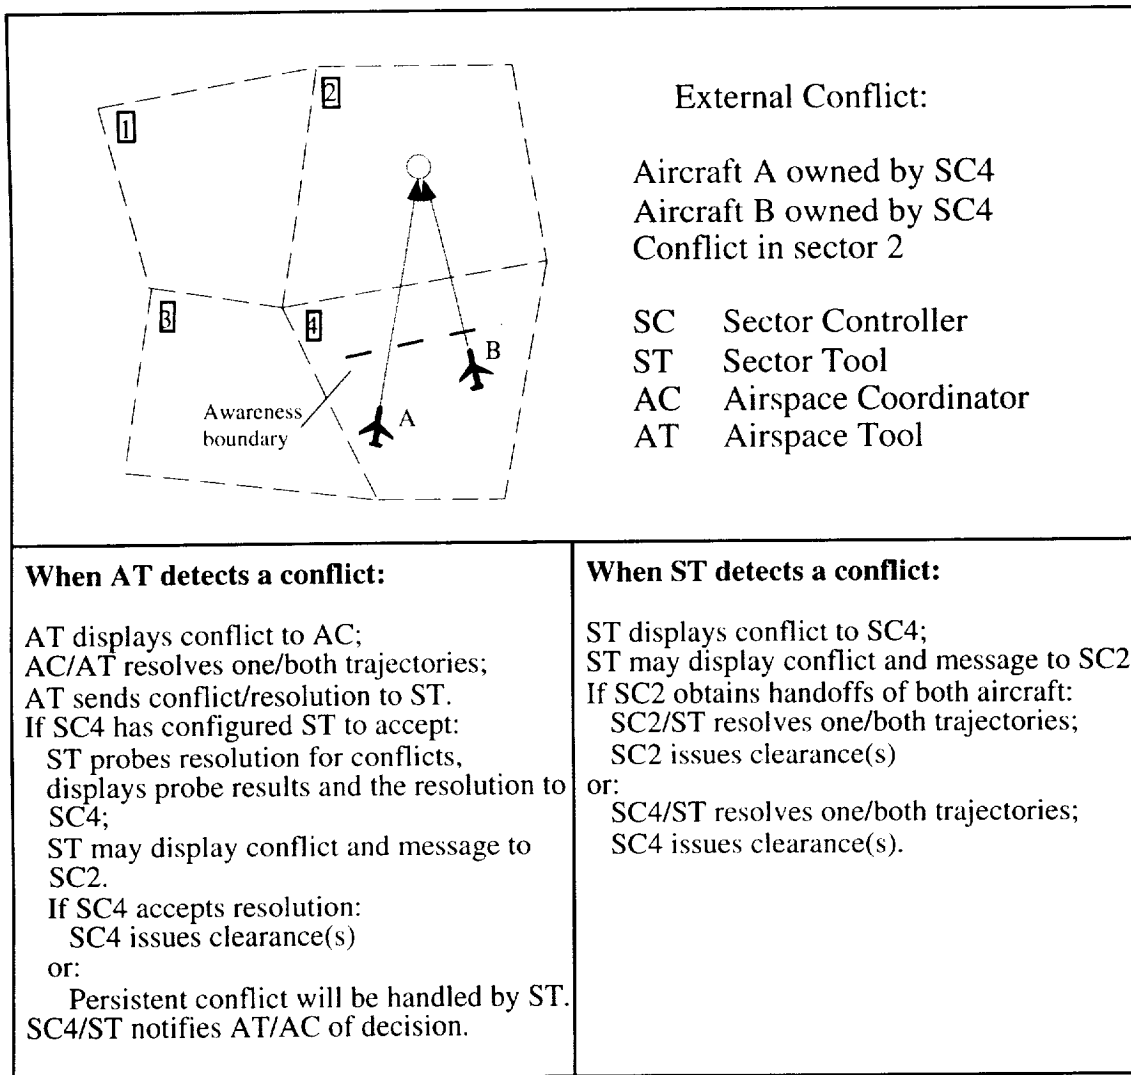 1
2
3
4
A
B
Awareness
boundary
External Conflict:
Aircraft A owned by SC4
Aircraft B owned by SC4
Conflict in sector 2
SC Sector Controller
ST Sector Tool
AC Airspace Coordinator
AT Airspace Tool
When AT detects a conflict:
AT displays conflict to AC;
AC/AT resolves one/both trajectories;
AT sends conflict/resolution to ST.
If SC4 has configured ST to accept:
ST probes resolution for conflicts,
displays probe results and the resolution to
SC4;
ST may display conflict and message to
SC2.
If SC4 accepts resolution:
SC4 issues clearance(s)
or:
Persistent conflict will be handled by ST.
SC4/ST notifies AT/AC of decision.
When ST detects a conflict:
ST displays conflict to SC4;
ST may display conflict and message to SC2
If SC2 obtains handoffs of both aircraft:
SC2/ST resolves one/both trajectories;
SC2 issues clearance(s)
or:
SC4/ST resolves one/both trajectories;
SC4 issues clearance(s).